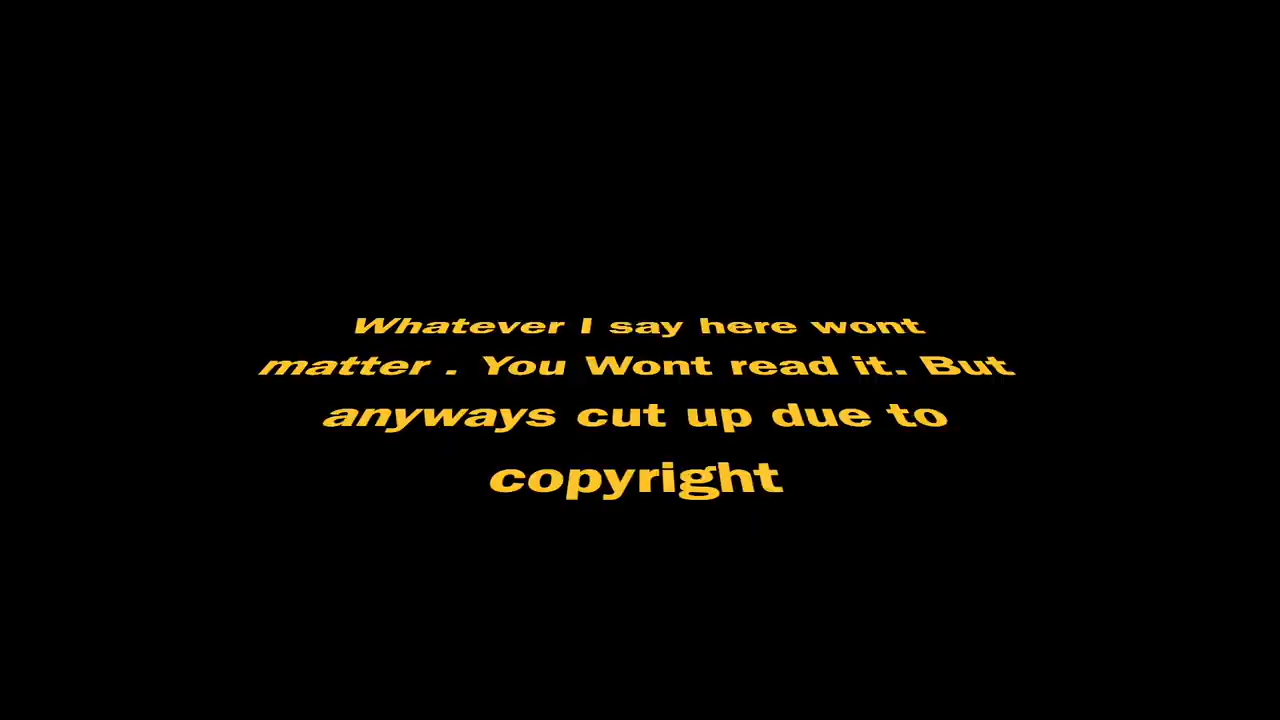 Whatever I say here wont
matter . You Wont read it. But
anyways cut up due to
copyright